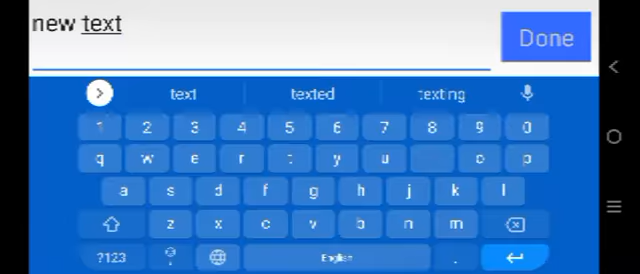 new text
Done
text texted texting
1 2 3 4 5 6 7 8 9 0
q w e r t y u o p
a s d f g h j k l
z x c v b n m
?123 English .